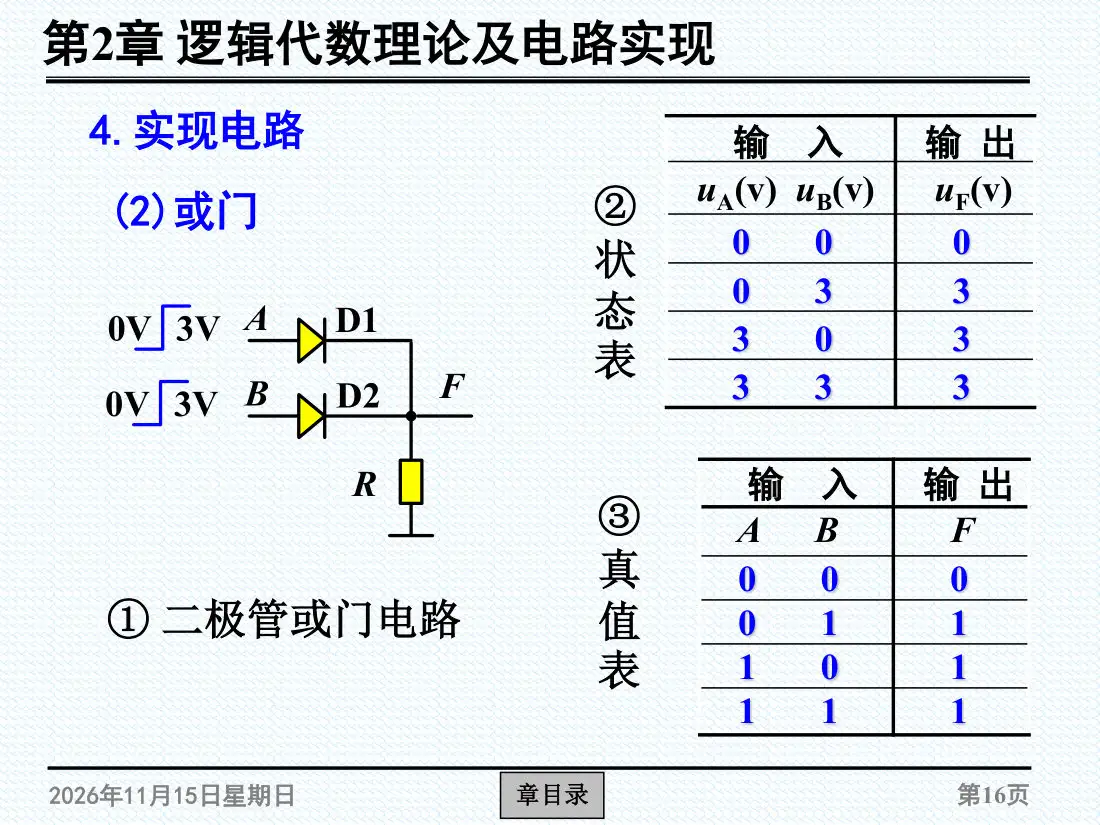 第2章 逻辑代数理论及电路实现
4.实现电路
(2)或门
0V 3V A D1
0V 3V B D2 F
R
① 二极管或门电路
②状态表
输 入 输 出
uA(v) uB(v) uF(v)
0 0 0
0 3 3
3 0 3
3 3 3
③真值表
输 入 输 出
A B F
0 0 0
0 1 1
1 0 1
1 1 1
2026年11月15日星期日 章目录 第16页